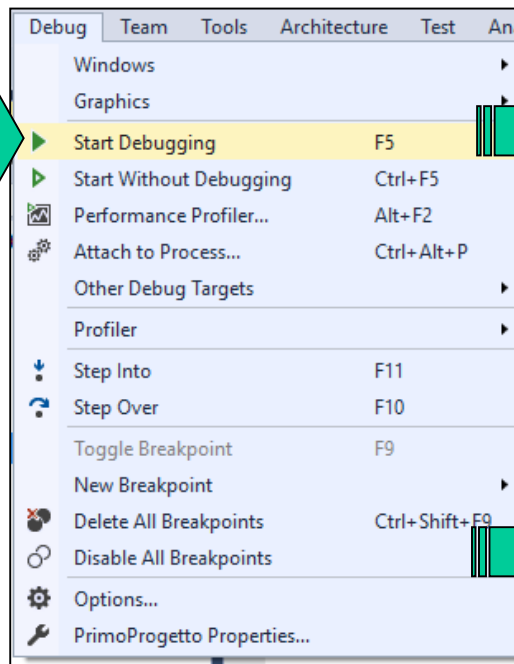 Debug Team Tools Architecture Test
Windows
Graphics
Start Debugging F5
Start Without Debugging Ctrl+F5
Performance Profiler... Alt+F2
Attach to Process... Ctrl+Alt+P
Other Debug Targets
Profiler
Step Into F11
Step Over F10
Toggle Breakpoint F9
New Breakpoint
Delete All Breakpoints Ctrl+Shift+F9
Disable All Breakpoints
Options...
PrimoProgetto Properties...